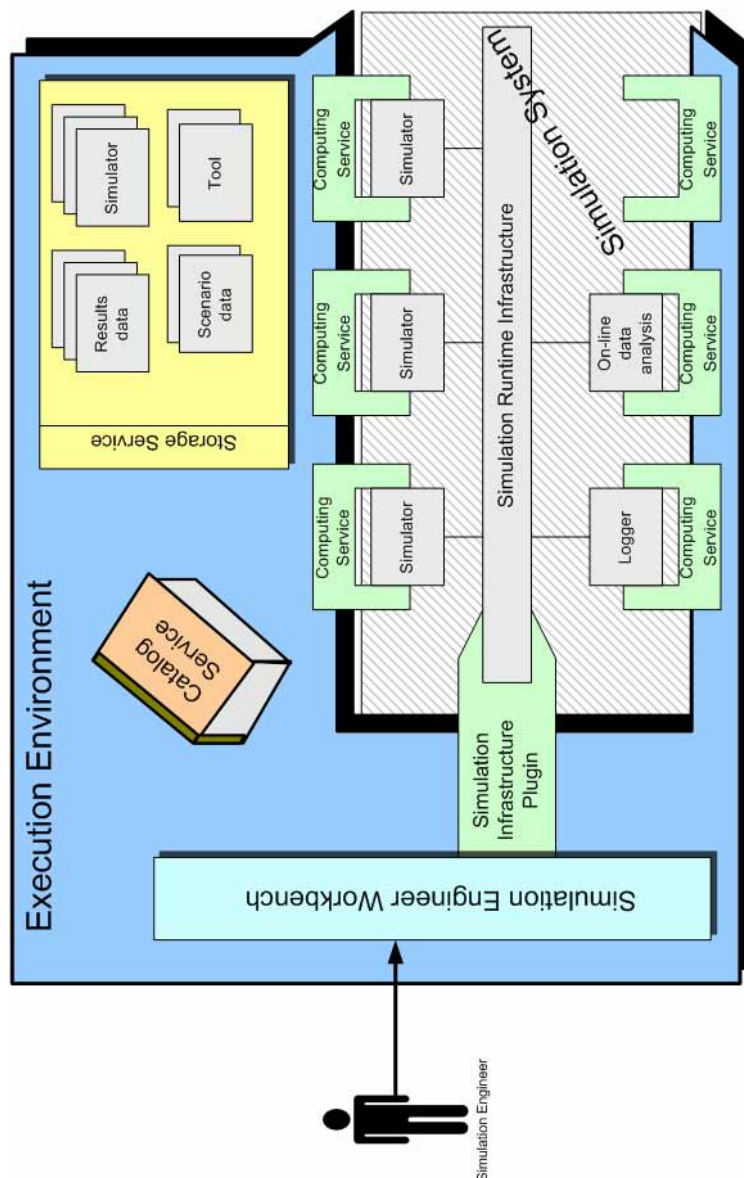 Execution Environment
Catalog
Service
Storage Service
Results
data
Simulator
Scenario
data
Tool
Computing
Service
Simulator
Computing
Service
Simulator
Computing
Service
Simulator
Simulation Engineer
Simulation Engineer Workbench
Simulation
Infrastructure
Plugin
Simulation Runtime Infrastructure
Simulation System
Logger
Computing
Service
On-line
data
analysis
Computing
Service
Computing
Service